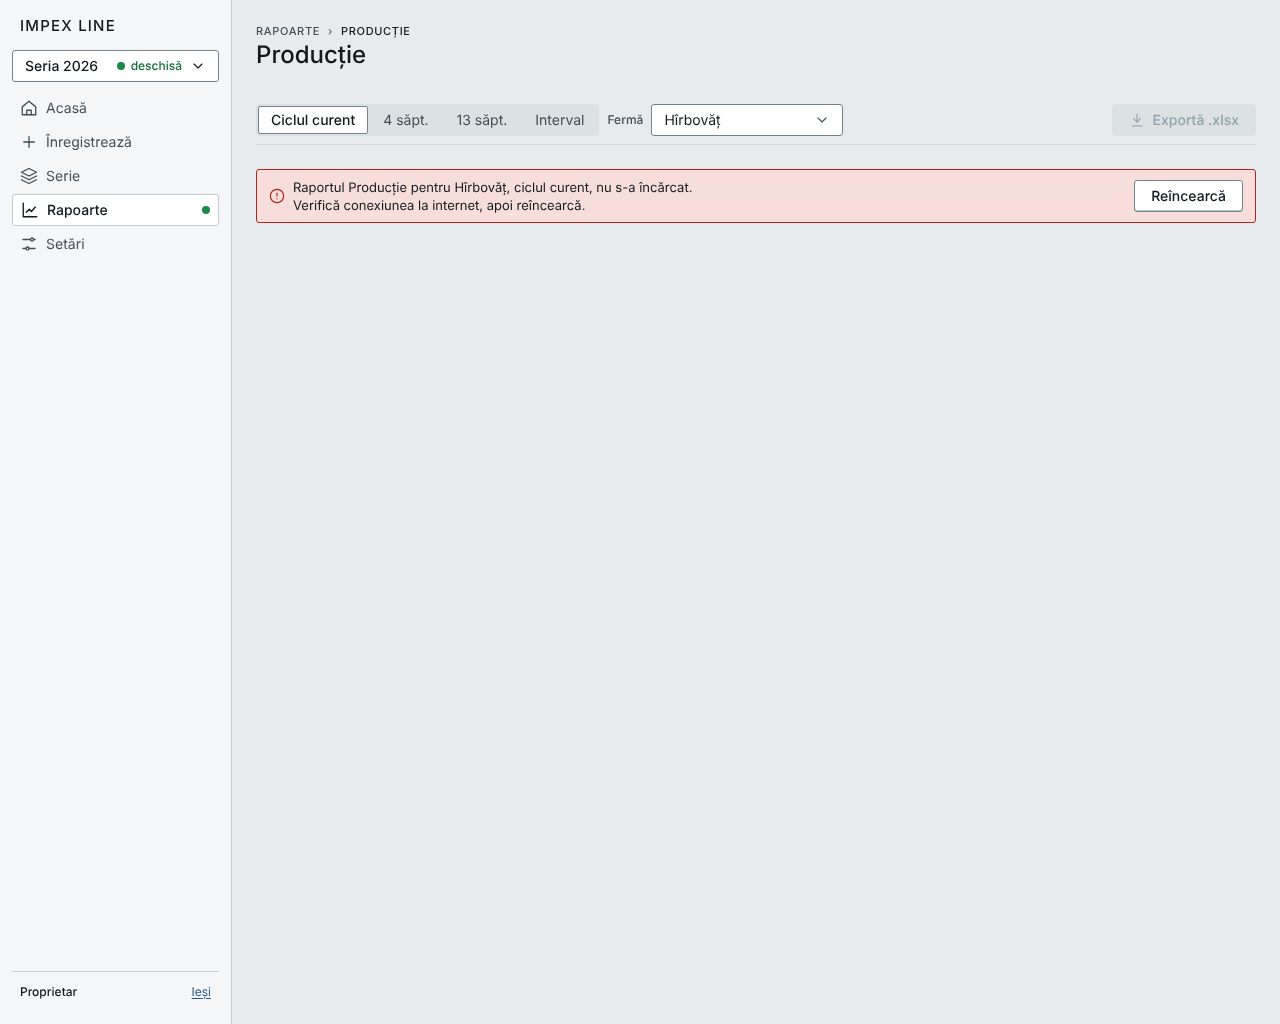 IMPEX LINE
Seria 2026 deschisă
Acasă
Înregistrează
Serie
Rapoarte
Setări
Proprietar Ieși
RAPOARTE › PRODUCȚIE
Producție
Ciclul curent 4 săpt. 13 săpt. Interval Fermă Hîrbovăț Exportă .xlsx
Raportul Producție pentru Hîrbovăț, ciclul curent, nu s-a încărcat.
Verifică conexiunea la internet, apoi reîncearcă.
Reîncearcă